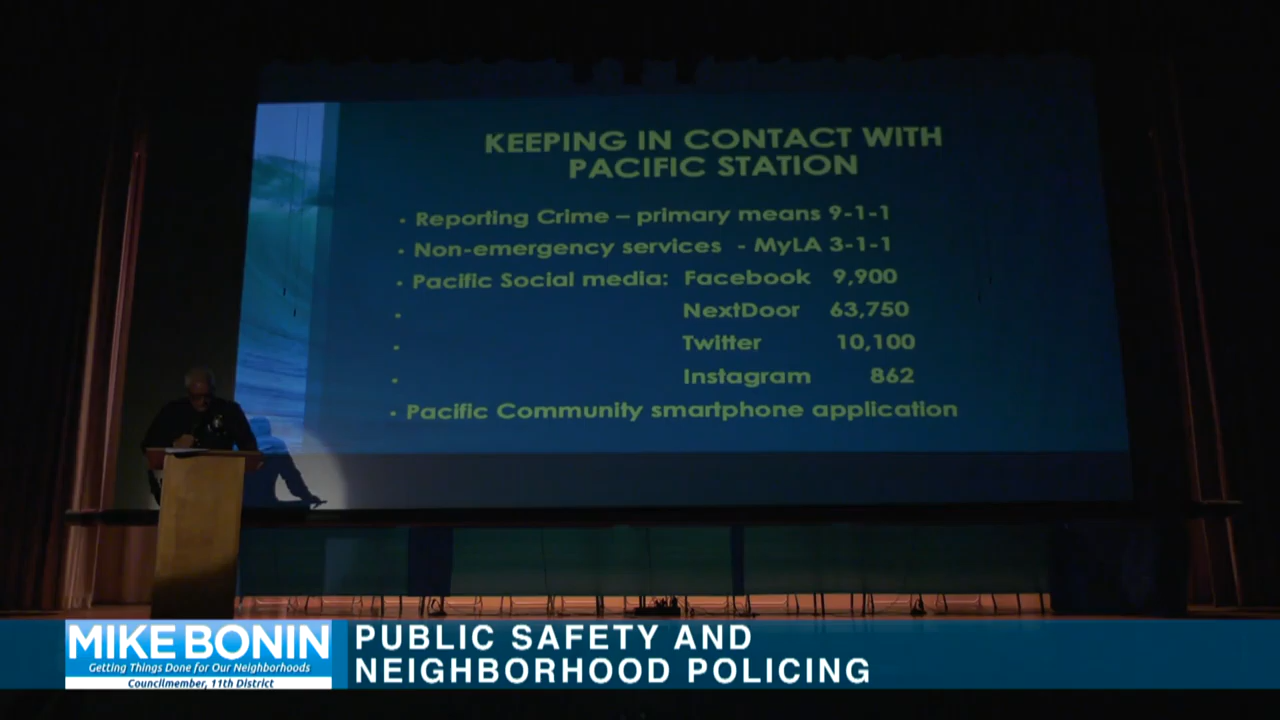 KEEPING IN CONTACT WITH
PACIFIC STATION
• Reporting Crime – primary means 9-1-1
• Non-emergency services - MyLA 3-1-1
• Pacific Social media: Facebook 9,900
• NextDoor 63,750
• Twitter 10,100
• Instagram 862
• Pacific Community smartphone application
MIKE BONIN
Getting Things Done for Our Neighborhoods
Councilmember, 11th District
PUBLIC SAFETY AND
NEIGHBORHOOD POLICING